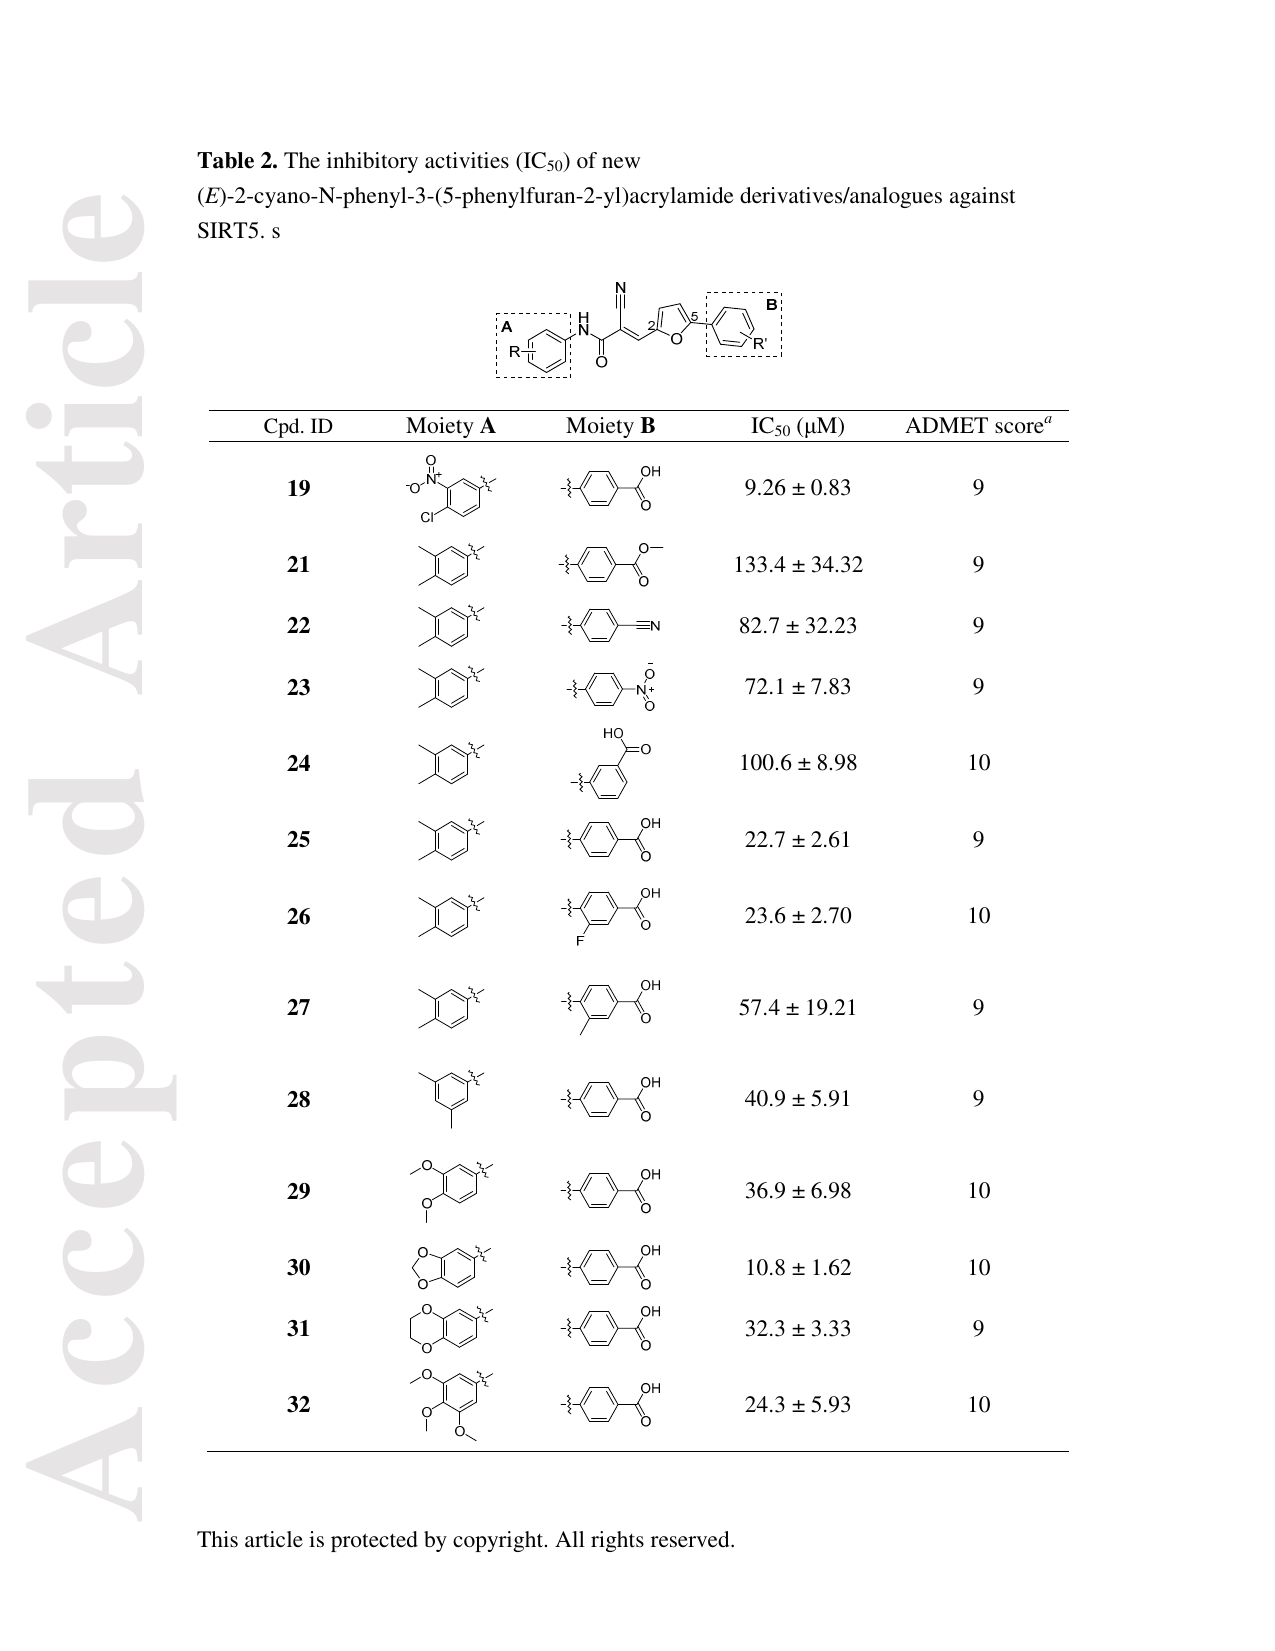 Accepted Article
Table 2. The inhibitory activities (IC50) of new
(E)-2-cyano-N-phenyl-3-(5-phenylfuran-2-yl)acrylamide derivatives/analogues against
SIRT5. s
N
B
A
H
N
2
5
R
O
O
R'
Cpd. ID Moiety A Moiety B IC50 (μM) ADMET score a
O
N+
-O
Cl
OH
O
19 9.26 ± 0.83 9
O
O
21 133.4 ± 34.32 9
22 N 82.7 ± 32.23 9
-
O
N+
O
23 72.1 ± 7.83 9
HO
O
24 100.6 ± 8.98 10
OH
O
25 22.7 ± 2.61 9
OH
O
F
26 23.6 ± 2.70 10
OH
O
27 57.4 ± 19.21 9
OH
O
28 40.9 ± 5.91 9
O
O
OH
O
29 36.9 ± 6.98 10
O
O
OH
O
30 10.8 ± 1.62 10
O
O
OH
O
31 32.3 ± 3.33 9
O
O
O
OH
O
32 24.3 ± 5.93 10
This article is protected by copyright. All rights reserved.